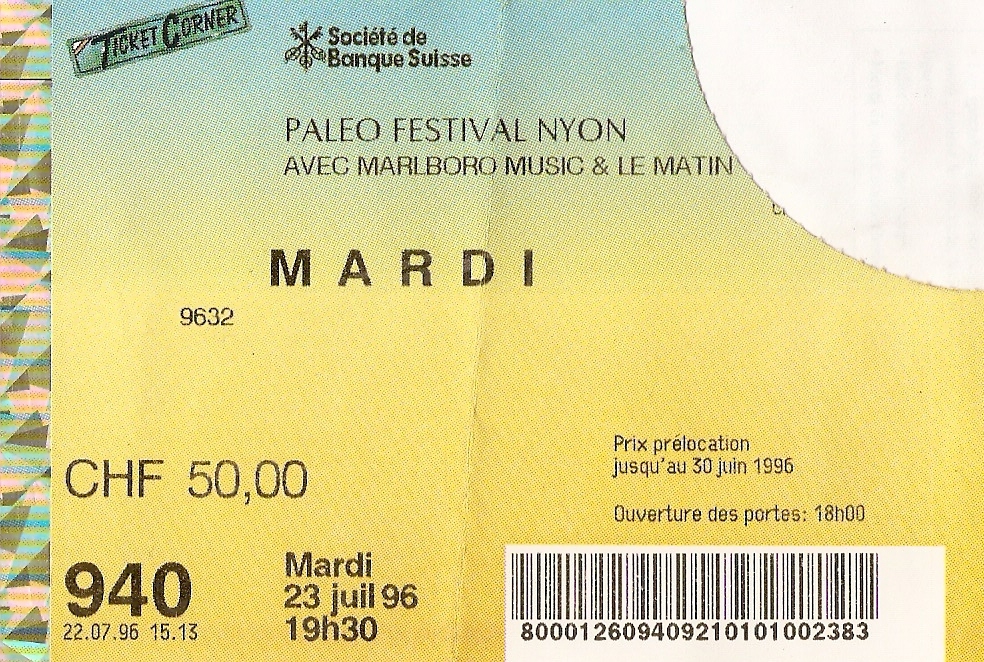 TICKET CORNER
Société de
Banque Suisse
PALEO FESTIVAL NYON
AVEC MARLBORO MUSIC & LE MATIN
MARDI
9632
CHF 50,00
Prix prélocation
jusqu'au 30 juin 1996
Ouverture des portes: 18h00
940
22.07.96 15.13
Mardi
23 juil 96
19h30
8000126094092101010​02383